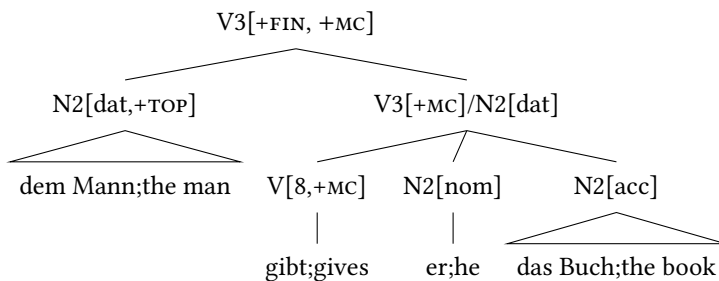 V3[+FIN, +MC]
N2[dat,+TOP] V3[+MC]/N2[dat]
dem Mann;the man V[8,+MC] N2[nom] N2[acc]
gibt;gives er;he das Buch;the book